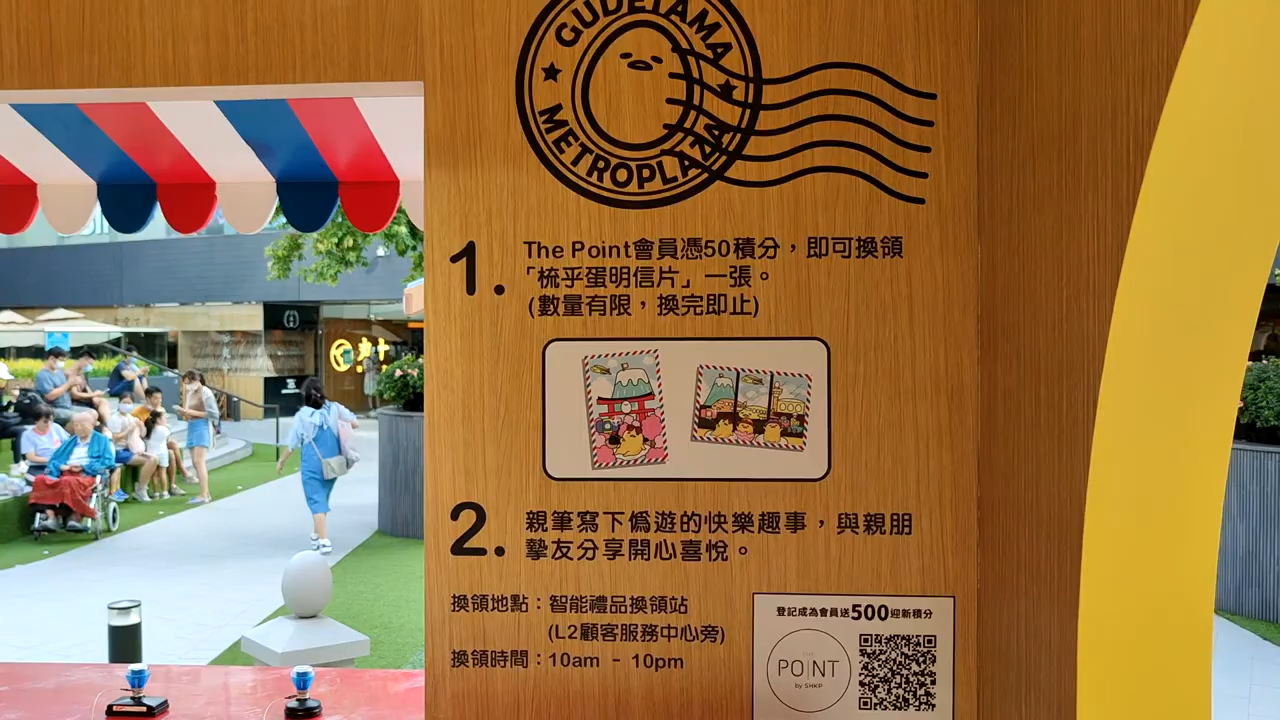 GUDETAMA
METROPLAZA
1.
The Point會員憑50積分，即可換領
「梳乎蛋明信片」一張。
(數量有限，換完即止)
2.
親筆寫下僞遊的快樂趣事，與親朋
摯友分享開心喜悅。
換領地點：智能禮品換領站
(L2顧客服務中心旁)
換領時間：10am - 10pm
登記成為會員送500迎新積分
THE
POINT
by SHKP